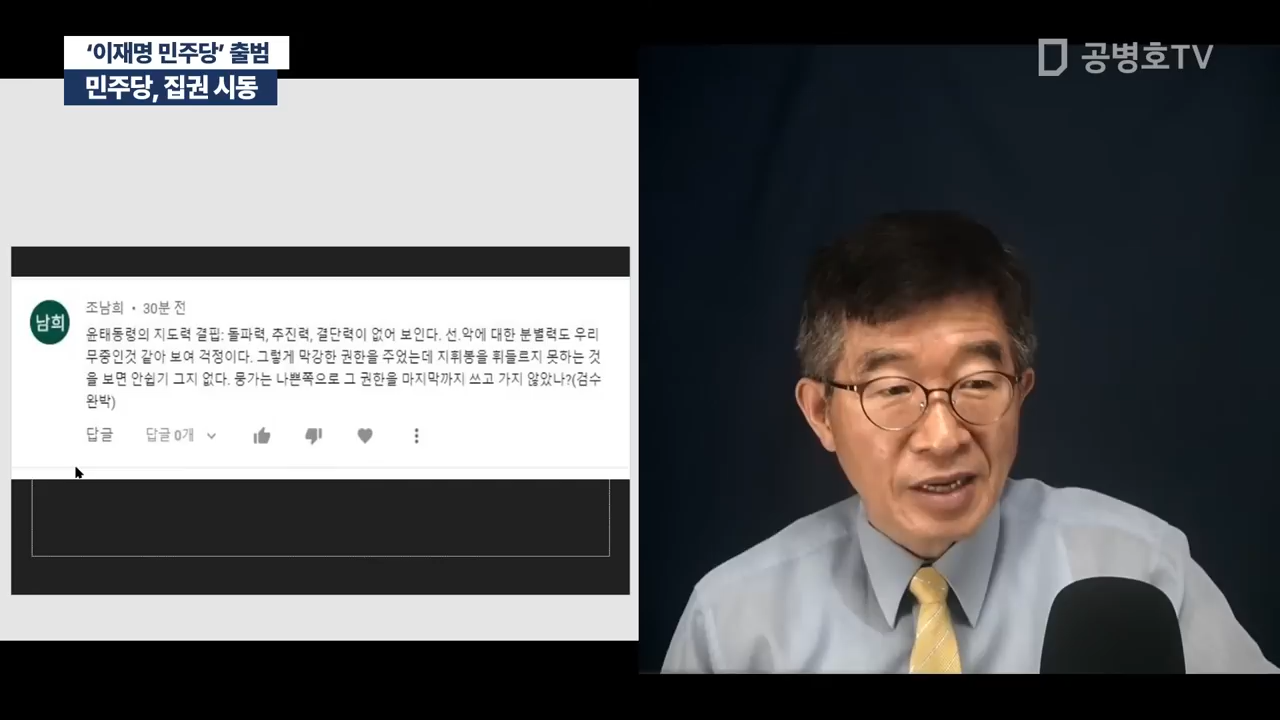 ‘이재명 민주당’ 출범
민주당, 집권 시동
공병호TV
남희
조남희 • 30분 전
윤태동령의 지도력 결핍: 돌파력, 추진력, 결단력이 없어 보인다. 선.악에 대한 분별력도 우리
무중인것 같아 보여 걱정이다. 그렇게 막강한 권한을 주었는데 지휘봉을 휘들르지 못하는 것
을 보면 안쉽기 그지 없다. 뭉가는 나쁜쪽으로 그 권한을 마지막까지 쓰고 가지 않았나?(검수
완박)
답글
답글 0개